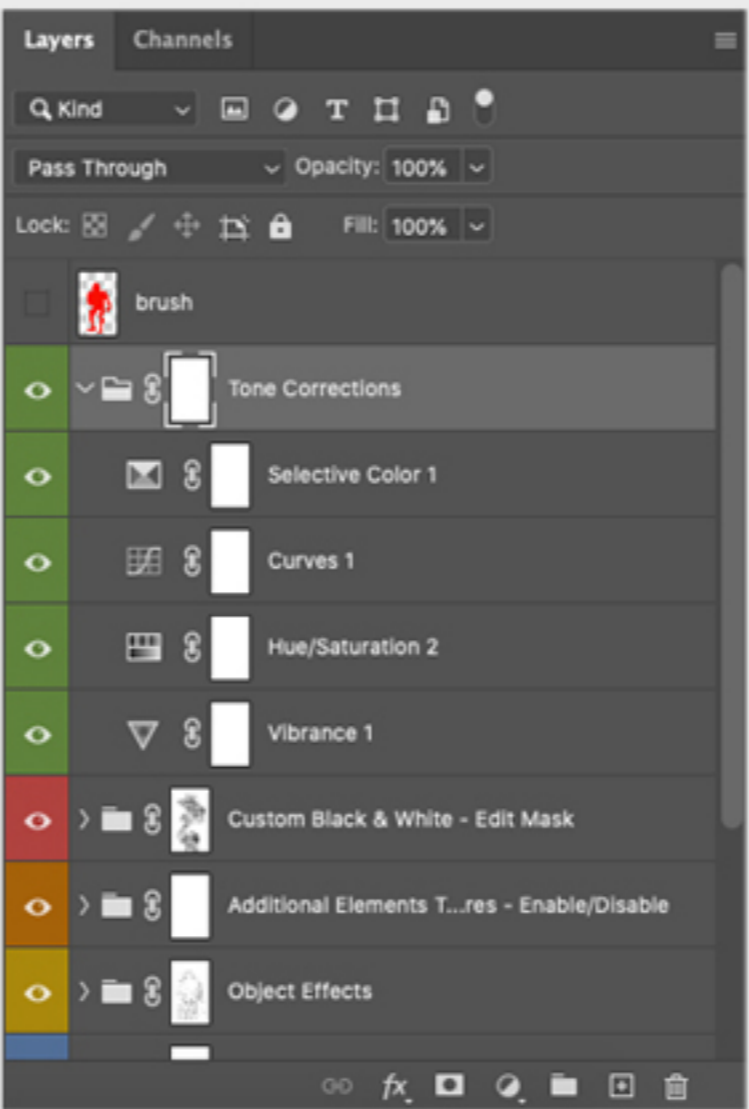 Layers Channels
Kind
Pass Through Opacity: 100%
Lock: Fill: 100%
brush
Tone Corrections
Selective Color 1
Curves 1
Hue/Saturation 2
Vibrance 1
Custom Black & White - Edit Mask
Additional Elements T...res - Enable/Disable
Object Effects
fx